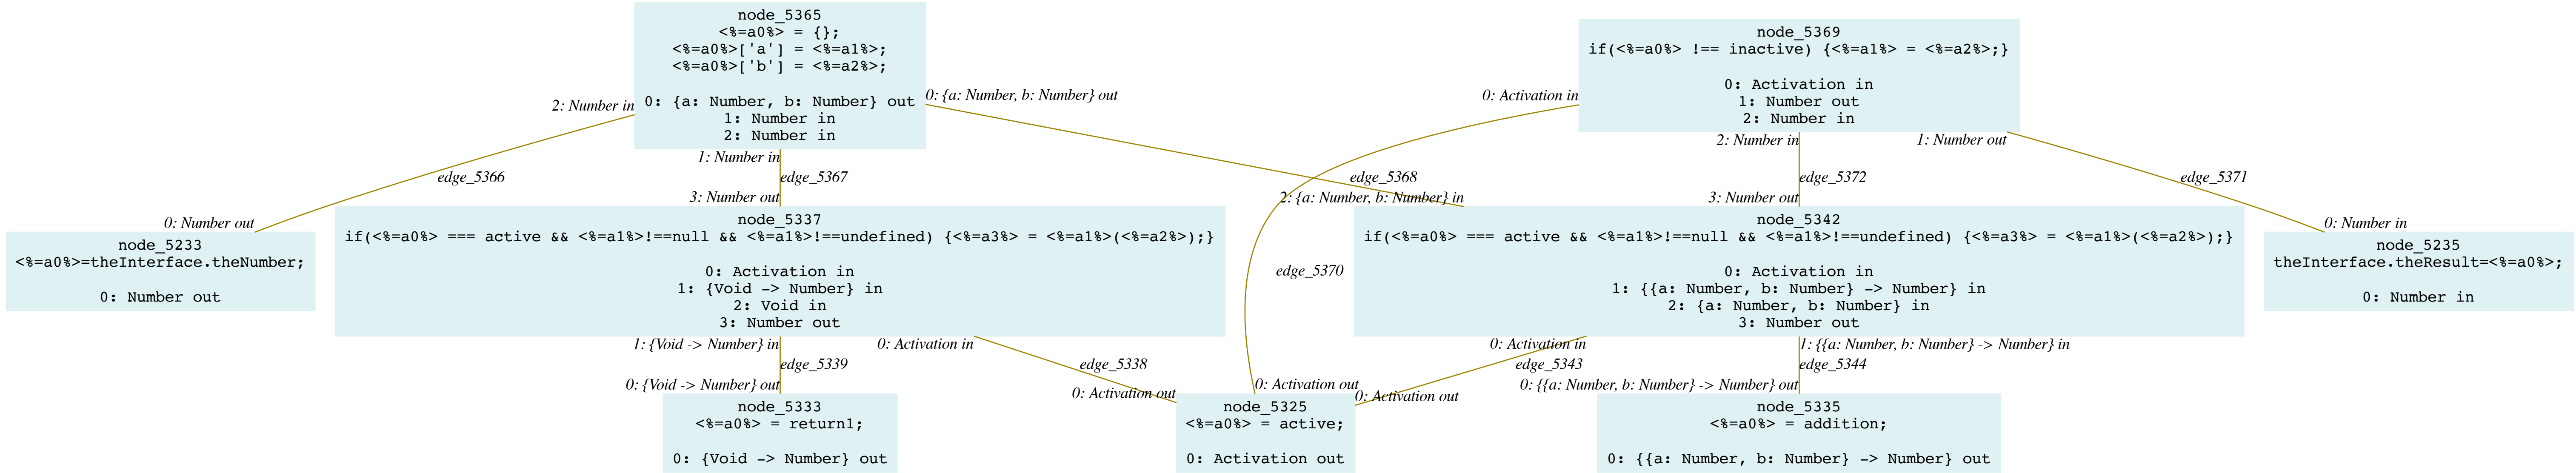 node_5365
<%=a0%> = {};
<%=a0%>['a'] = <%=a1%>;
<%=a0%>['b'] = <%=a2%>;
0: {a: Number, b: Number} out
1: Number in
2: Number in
node_5369
if(<%=a0%> !== inactive) {<%=a1%> = <%=a2%>;}
0: Activation in
1: Number out
2: Number in
2: Number in
0: {a: Number, b: Number} out
0: Activation in
1: Number in
2: Number in
1: Number out
edge_5366
edge_5367
edge_5368
edge_5372
edge_5371
3: Number out
2: {a: Number, b: Number} in
3: Number out
0: Number out
0: Number in
node_5233
<%=a0%>=theInterface.theNumber;
0: Number out
node_5337
if(<%=a0%> === active && <%=a1%>!==null && <%=a1%>!==undefined) {<%=a3%> = <%=a1%>(<%=a2%>);}
0: Activation in
1: {Void -> Number} in
2: Void in
3: Number out
edge_5370
node_5342
if(<%=a0%> === active && <%=a1%>!==null && <%=a1%>!==undefined) {<%=a3%> = <%=a1%>(<%=a2%>);}
0: Activation in
1: {{a: Number, b: Number} -> Number} in
2: {a: Number, b: Number} in
3: Number out
node_5235
theInterface.theResult=<%=a0%>;
0: Number in
1: {Void -> Number} in
0: Activation in
0: Activation in
1: {{a: Number, b: Number} -> Number} in
edge_5339
edge_5338
edge_5343
edge_5344
0: {Void -> Number} out
0: Activation out
0: Activation out
0: Activation out
0: {{a: Number, b: Number} -> Number} out
node_5333
<%=a0%> = return1;
0: {Void -> Number} out
node_5325
<%=a0%> = active;
0: Activation out
node_5335
<%=a0%> = addition;
0: {{a: Number, b: Number} -> Number} out